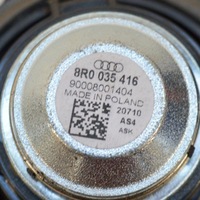 8R0 035 416
90008001404
MADE IN POLAND
20710
AS4
ASK